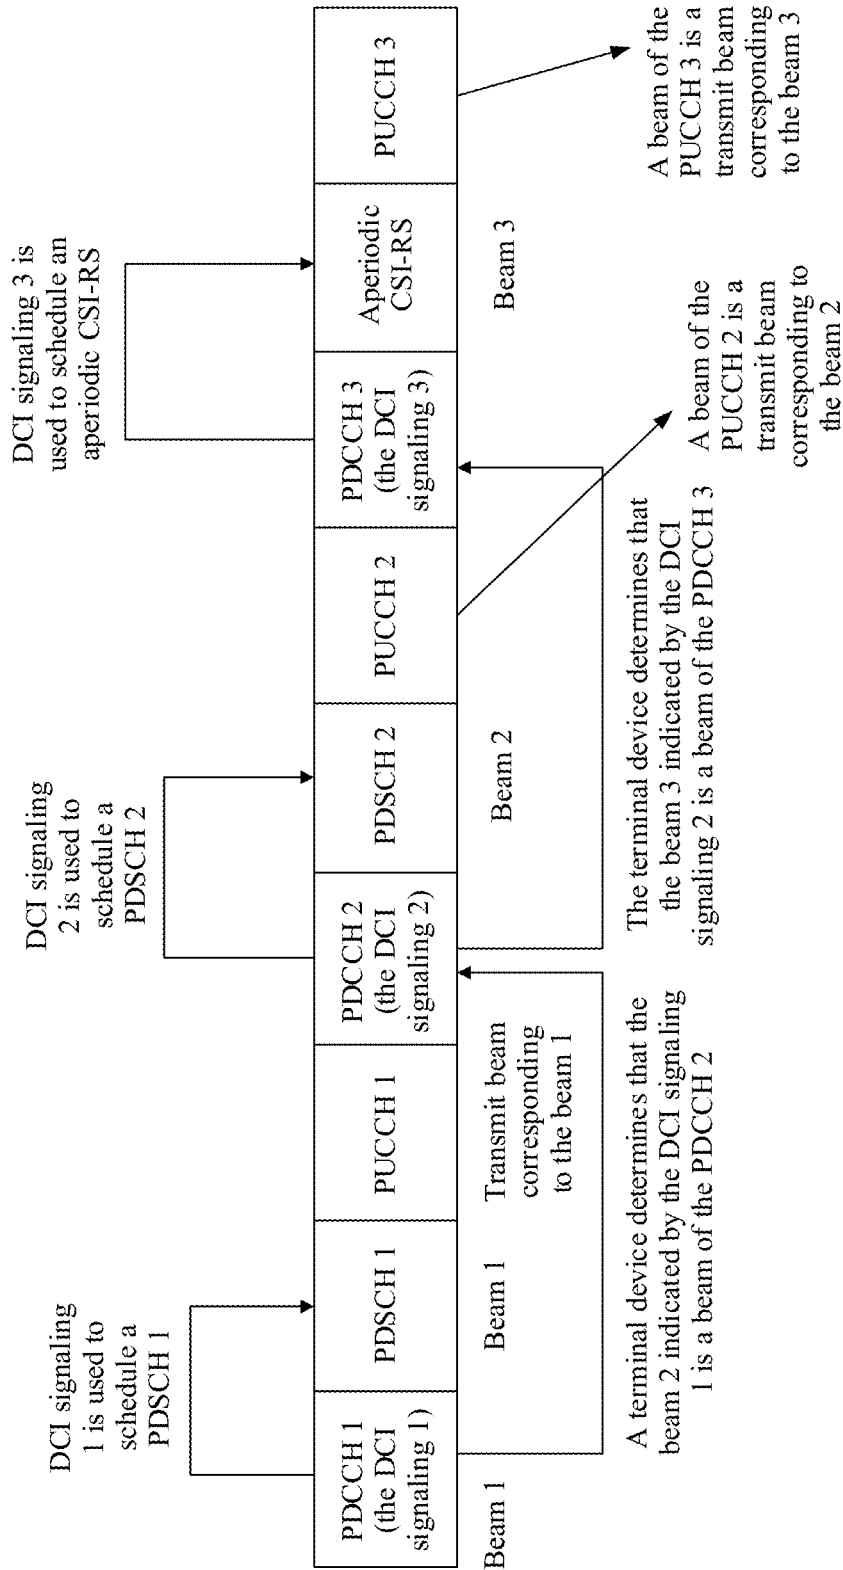 DCI signaling
1 is used to
schedule a
PDSCH 1
DCI signaling
2 is used to
schedule a
PDSCH 2
DCI signaling 3 is
used to schedule an
aperiodic CSI-RS
PDCCH 1
(the DCI
signaling 1)
PDSCH 1
PUCCH 1
PDCCH 2
(the DCI
signaling 2)
PDSCH 2
PUCCH 2
PDCCH 3
(the DCI
signaling 3)
Aperiodic
CSI-RS
PUCCH 3
Beam 1
Beam 1
Transmit beam
corresponding
to the beam 1
Beam 2
Beam 3
A terminal device determines that the
beam 2 indicated by the DCI signaling
1 is a beam of the PDCCH 2
The terminal device determines that
the beam 3 indicated by the DCI
signaling 2 is a beam of the PDCCH 3
A beam of the
PUCCH 2 is a
transmit beam
corresponding to
the beam 2
A beam of the
PUCCH 3 is a
transmit beam
corresponding
to the beam 3